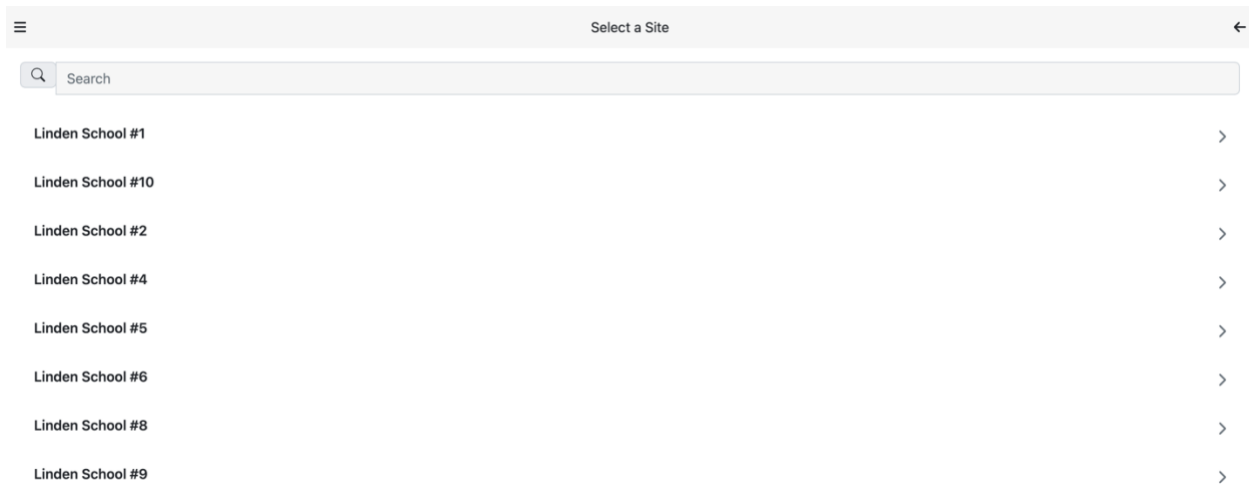 Select a Site
Search
Linden School #1
Linden School #10
Linden School #2
Linden School #4
Linden School #5
Linden School #6
Linden School #8
Linden School #9